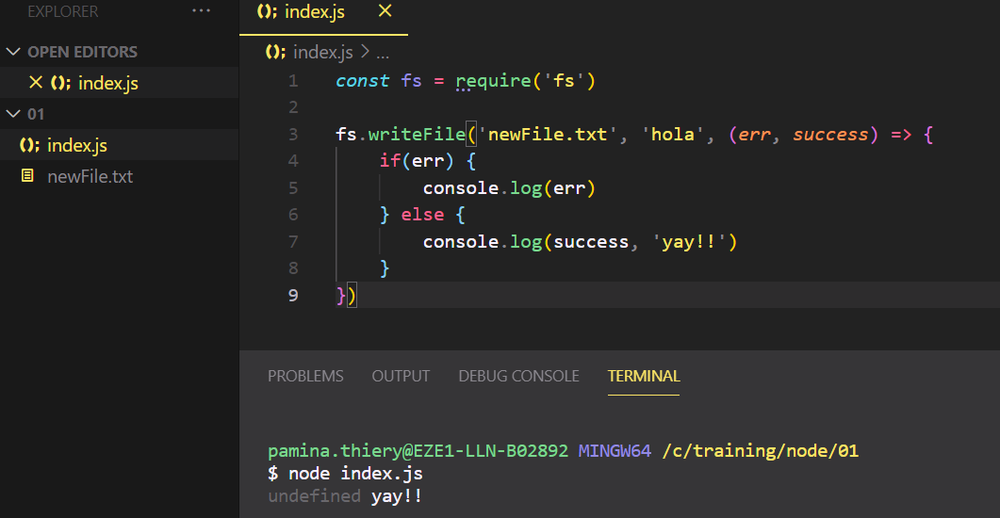 EXPLORER ...
OPEN EDITORS
index.js
01
index.js
newFile.txt
index.js
index.js > ...
1 const fs = require('fs')
2
3 fs.writeFile('newFile.txt', 'hola', (err, success) => {
4 if(err) {
5 console.log(err)
6 } else {
7 console.log(success, 'yay!!')
8 }
9 })
PROBLEMS OUTPUT DEBUG CONSOLE TERMINAL
pamina.thiery@EZE1-LLN-B02892 MINGW64 /c/training/node/01
$ node index.js
undefined yay!!